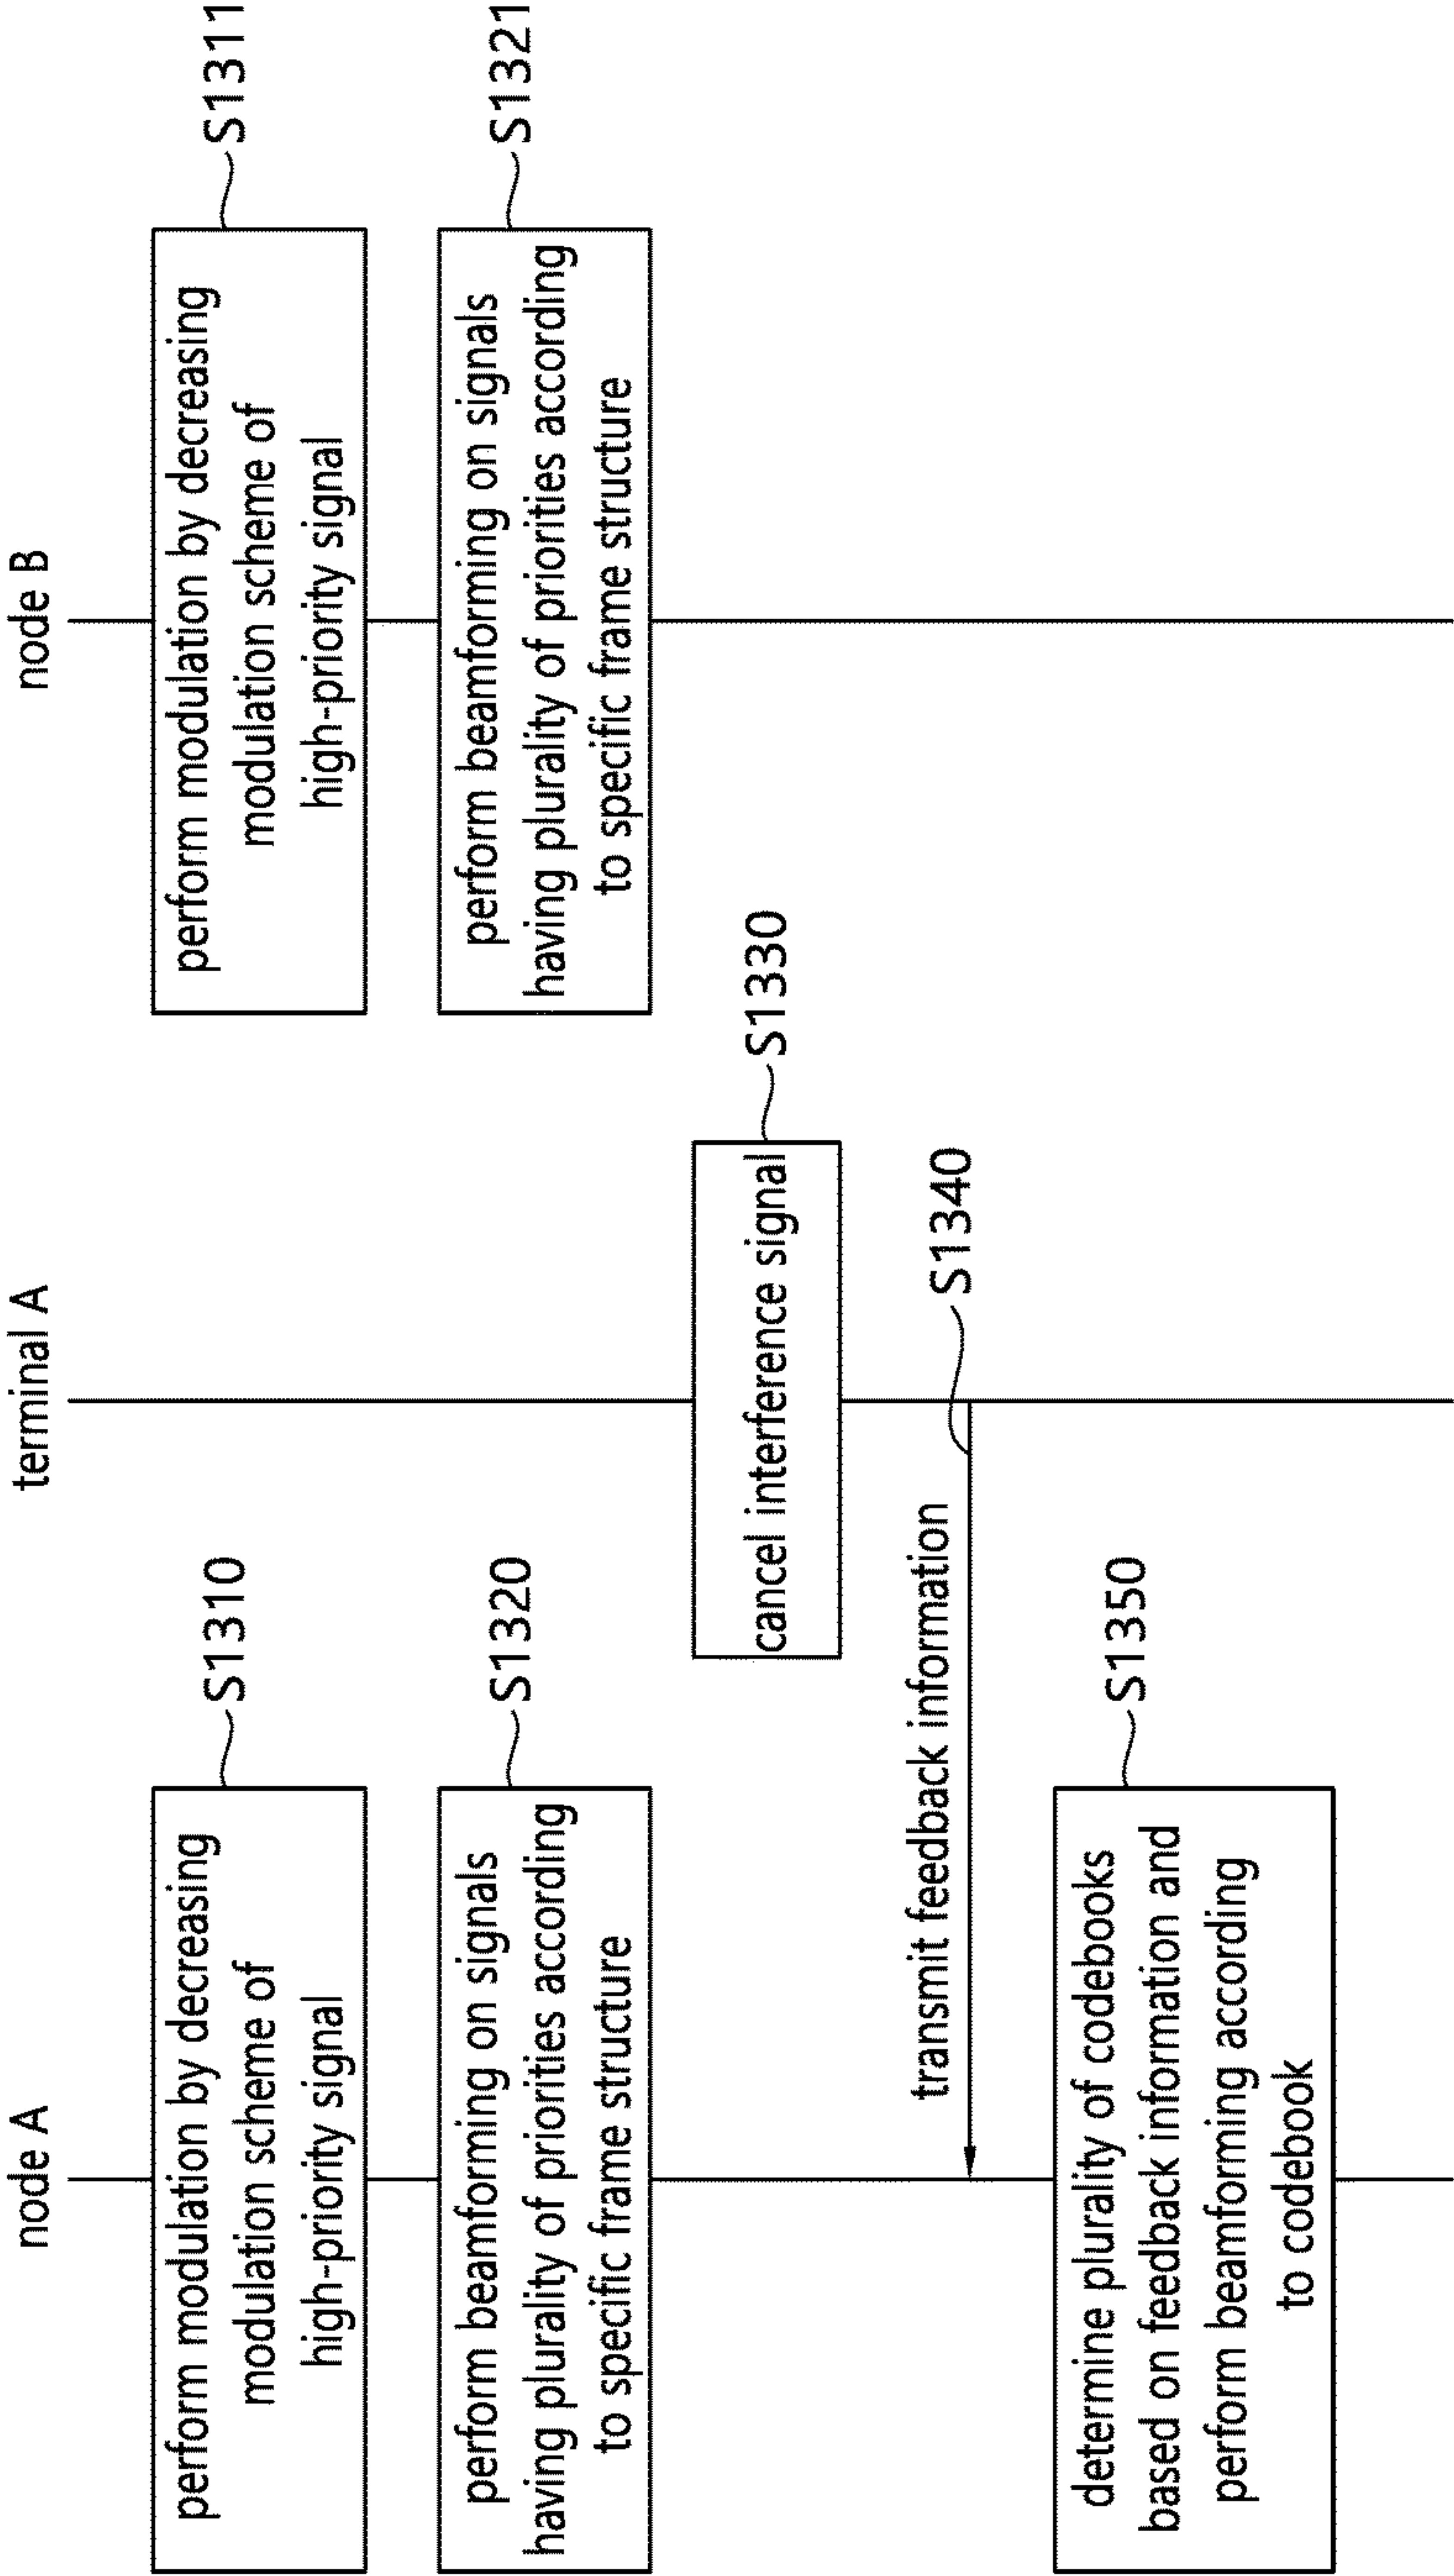 node A
terminal A
node B
perform modulation by decreasing
modulation scheme of
high-priority signal
S1310
perform modulation by decreasing
modulation scheme of
high-priority signal
S1311
perform beamforming on signals
having plurality of priorities according
to specific frame structure
S1320
perform beamforming on signals
having plurality of priorities according
to specific frame structure
S1321
cancel interference signal
S1330
transmit feedback information
S1340
determine plurality of codebooks
based on feedback information and
perform beamforming according
to codebook
S1350